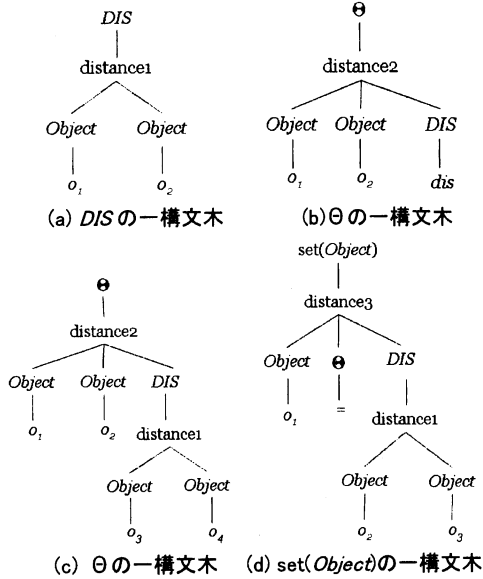 DIS
distance1
Object Object
o1 o2
(a) DISの一構文木
Θ
distance2
Object Object DIS
o1 o2 dis
(b)Θの一構文木
Θ
distance2
Object Object DIS
o1 o2 distance1
Object Object
o3 o4
(c) Θの一構文木
set(Object)
distance3
Object Θ DIS
o1 = distance1
Object Object
o2 o3
(d) set(Object)の一構文木